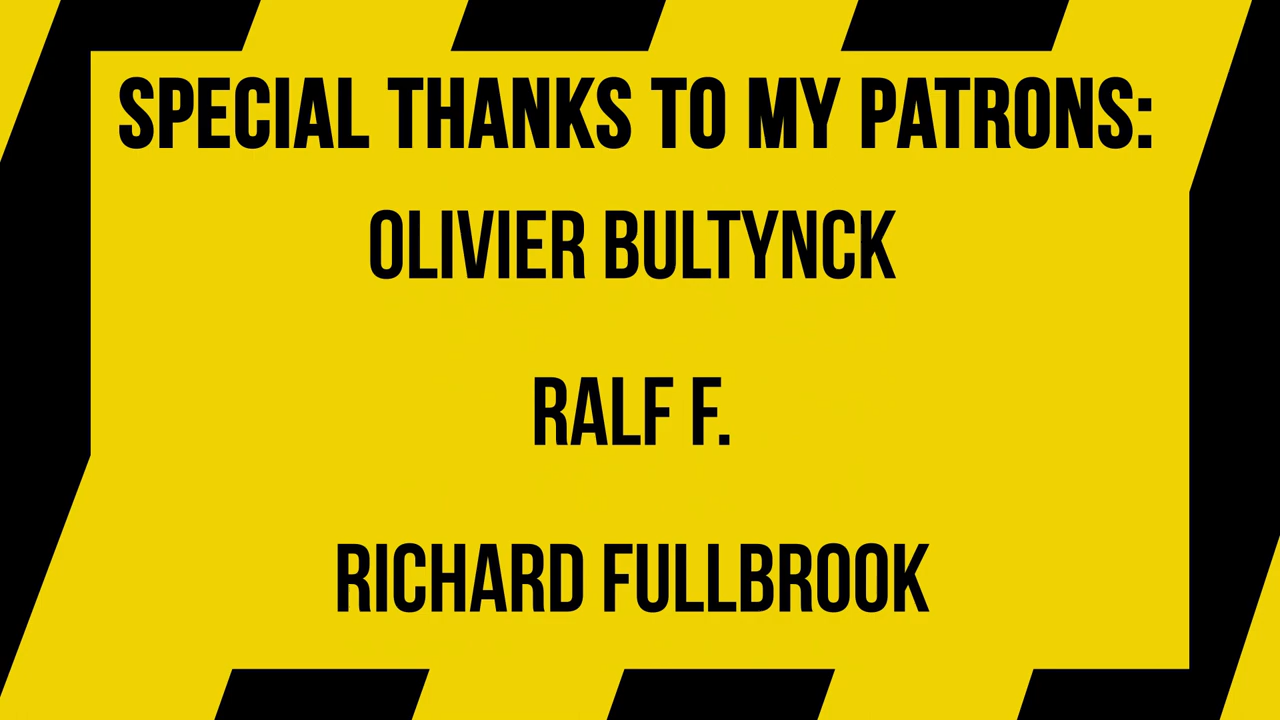 SPECIAL THANKS TO MY PATRONS:
OLIVIER BULTYNCK
RALF F.
RICHARD FULLBROOK